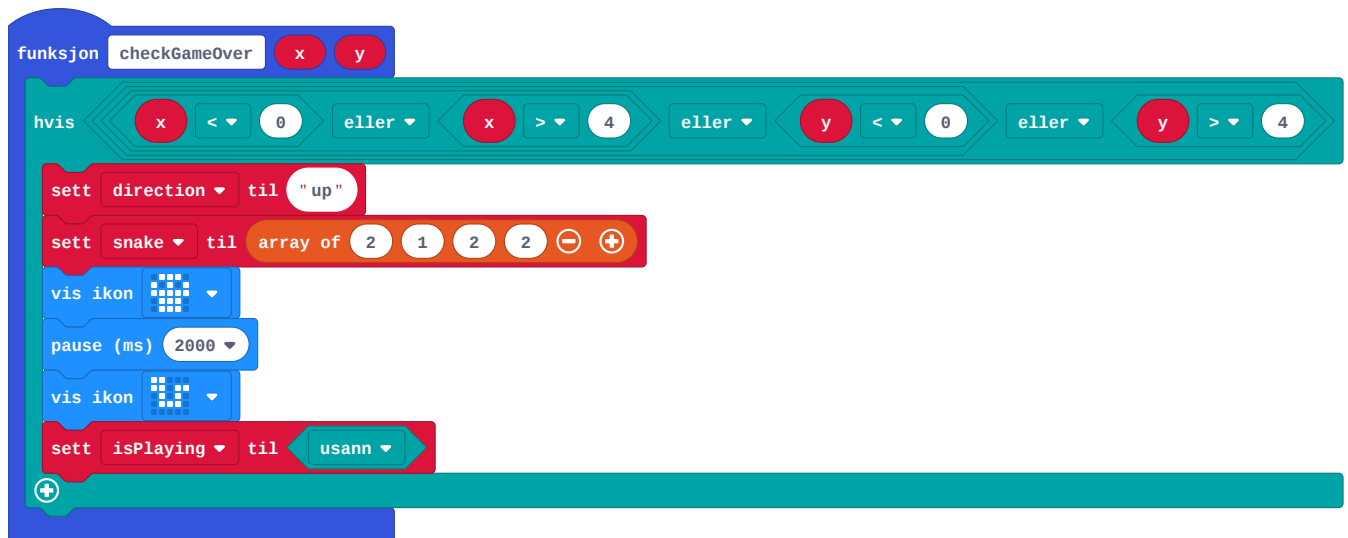 funksjon checkGameOver x y
hvis x < 0 eller x > 4 eller y < 0 eller y > 4
sett direction til "up"
sett snake til array of 2 1 2 2
vis ikon
pause (ms) 2000
vis ikon
sett isPlaying til usann